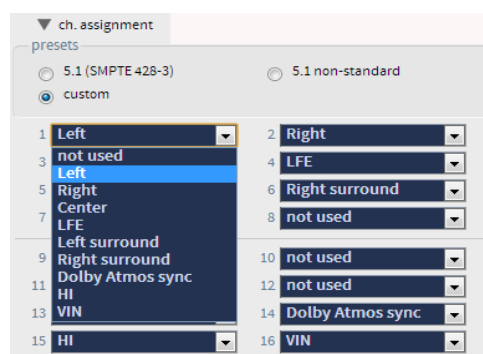 ch. assignment
presets
5.1 (SMPTE 428-3) 5.1 non-standard
custom
1 Left 2 Right
not used
3 4 LFE
Left
5 Right 6 Right surround
Center
7 8 not used
LFE
Left surround
9 Right surround 10 not used
11 Dolby Atmos sync 12 not used
HI
13 VIN 14 Dolby Atmos sync
15 HI 16 VIN